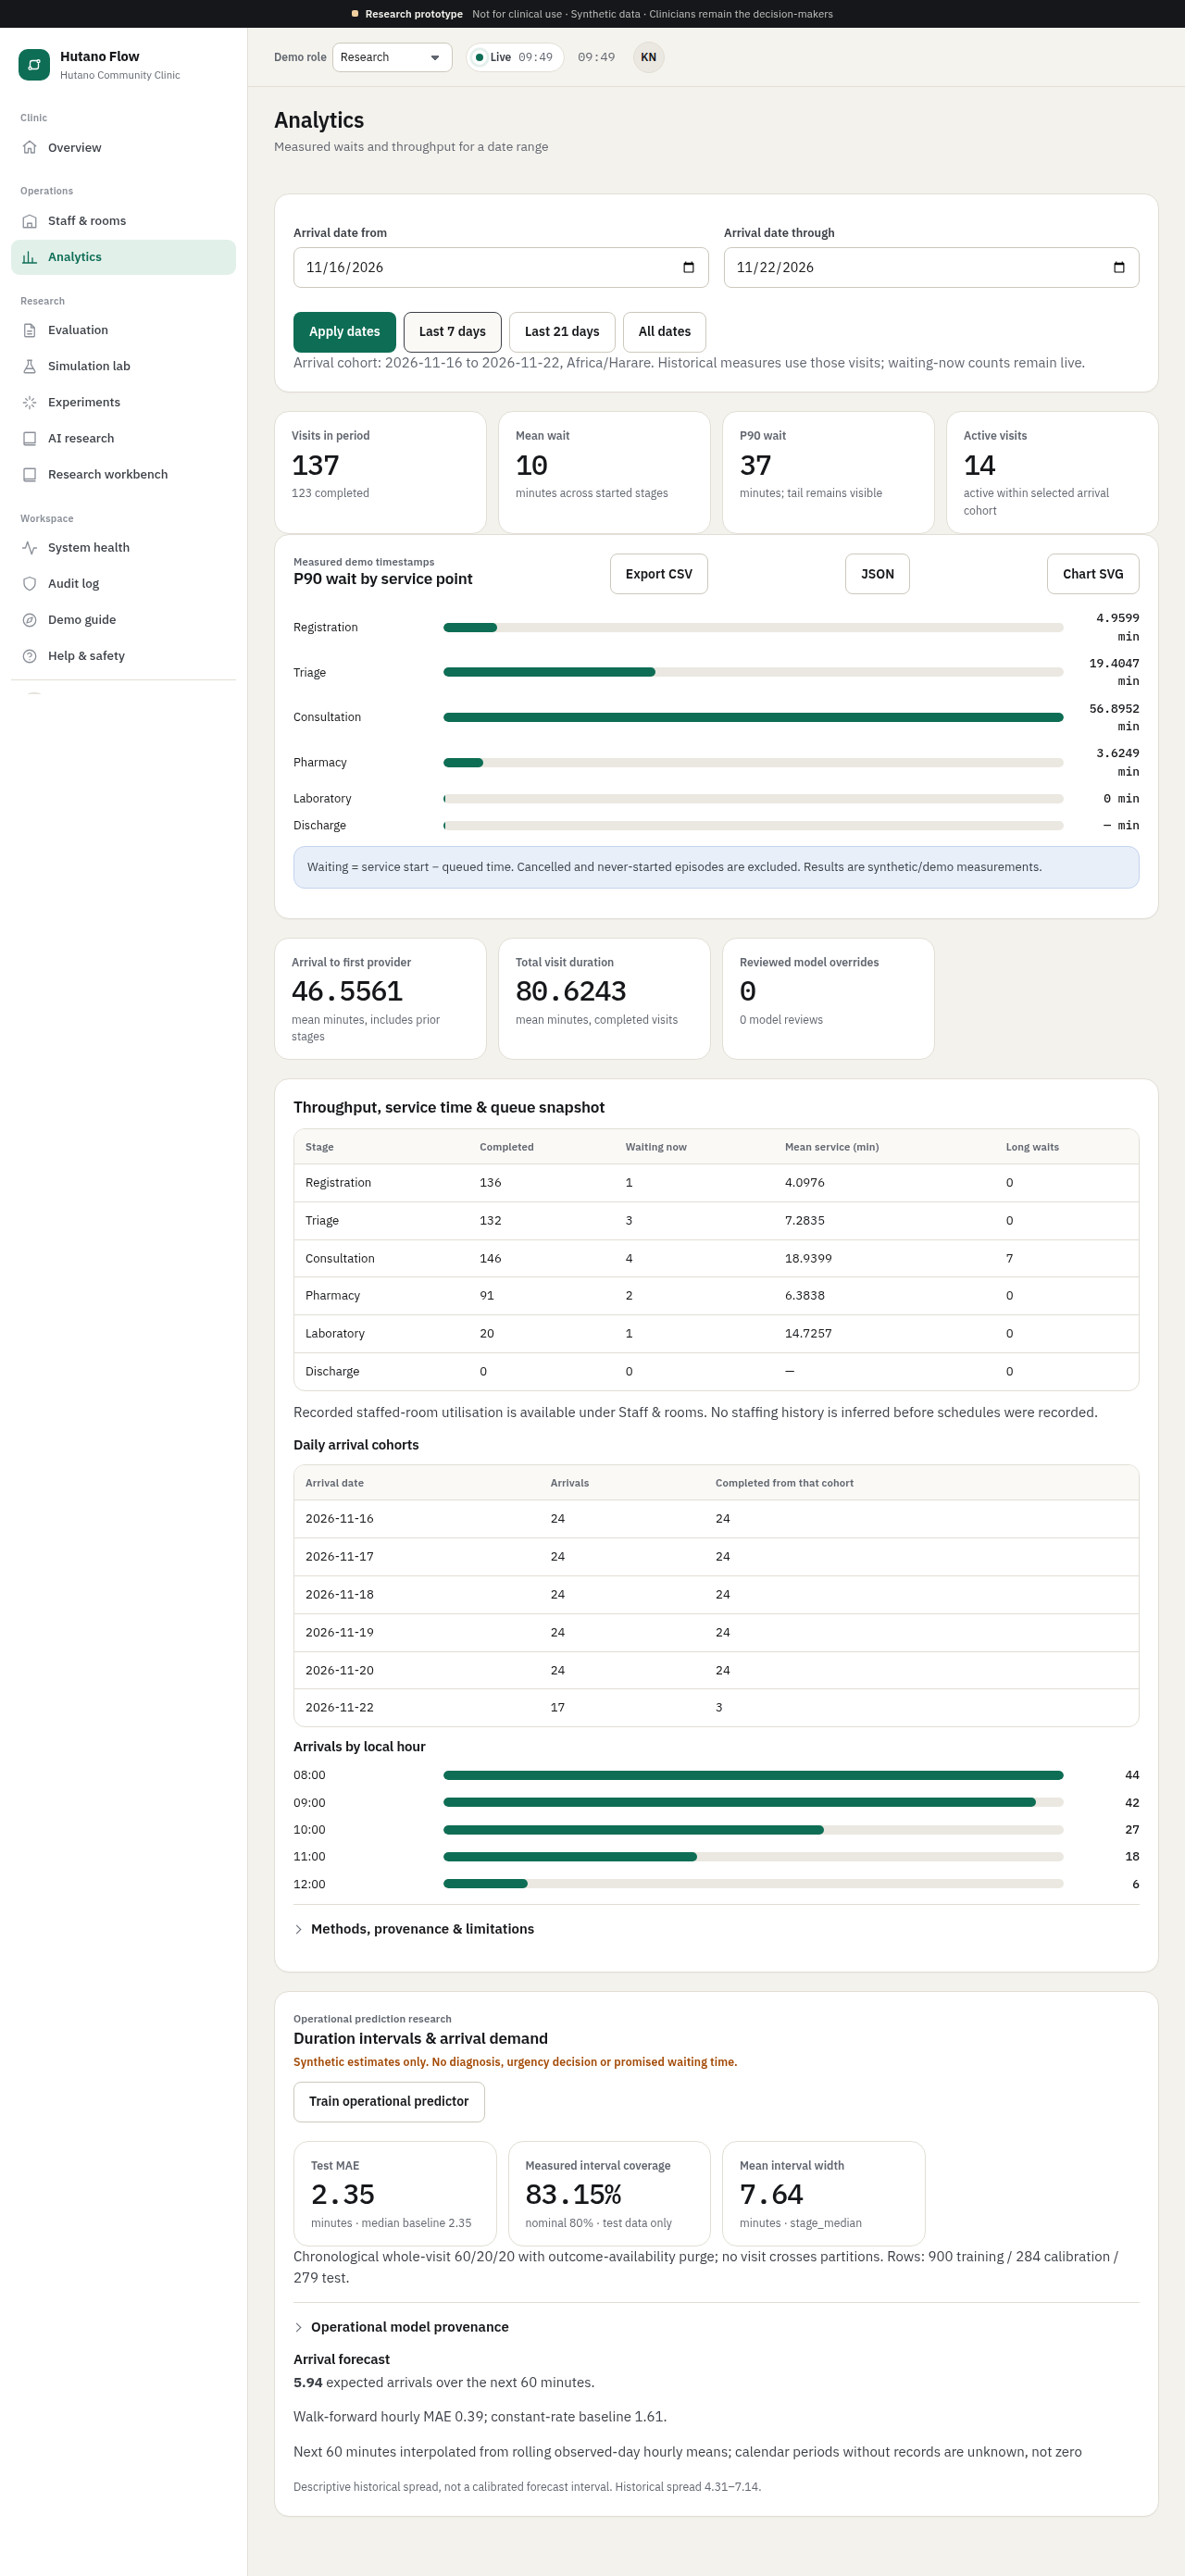 Research prototype Not for clinical use · Synthetic data · Clinicians remain the decision-makers
Hutano Flow
Hutano Community Clinic
Clinic
Overview
Operations
Staff & rooms
Analytics
Research
Evaluation
Simulation lab
Experiments
AI research
Research workbench
Workspace
System health
Audit log
Demo guide
Help & safety
Demo role Research Live 09:49 09:49 KN
Analytics
Measured waits and throughput for a date range
Arrival date from
11/16/2026
Arrival date through
11/22/2026
Apply dates Last 7 days Last 21 days All dates
Arrival cohort: 2026-11-16 to 2026-11-22, Africa/Harare. Historical measures use those visits; waiting-now counts remain live.
Visits in period
137
123 completed
Mean wait
10
minutes across started stages
P90 wait
37
minutes; tail remains visible
Active visits
14
active within selected arrival
cohort
Measured demo timestamps
P90 wait by service point
Export CSV JSON Chart SVG
Registration 4.9599 min
Triage 19.4047 min
Consultation 56.8952 min
Pharmacy 3.6249 min
Laboratory 0 min
Discharge — min
Waiting = service start − queued time. Cancelled and never-started episodes are excluded. Results are synthetic/demo measurements.
Arrival to first provider
46.5561
mean minutes, includes prior
stages
Total visit duration
80.6243
mean minutes, completed visits
Reviewed model overrides
0
0 model reviews
Throughput, service time & queue snapshot
Stage Completed Waiting now Mean service (min) Long waits
Registration 136 1 4.0976 0
Triage 132 3 7.2835 0
Consultation 146 4 18.9399 7
Pharmacy 91 2 6.3838 0
Laboratory 20 1 14.7257 0
Discharge 0 0 — 0
Recorded staffed-room utilisation is available under Staff & rooms. No staffing history is inferred before schedules were recorded.
Daily arrival cohorts
Arrival date Arrivals Completed from that cohort
2026-11-16 24 24
2026-11-17 24 24
2026-11-18 24 24
2026-11-19 24 24
2026-11-20 24 24
2026-11-22 17 3
Arrivals by local hour
08:00 44
09:00 42
10:00 27
11:00 18
12:00 6
Methods, provenance & limitations
Operational prediction research
Duration intervals & arrival demand
Synthetic estimates only. No diagnosis, urgency decision or promised waiting time.
Train operational predictor
Test MAE
2.35
minutes · median baseline 2.35
Measured interval coverage
83.15%
nominal 80% · test data only
Mean interval width
7.64
minutes · stage_median
Chronological whole-visit 60/20/20 with outcome-availability purge; no visit crosses partitions. Rows: 900 training / 284 calibration /
279 test.
Operational model provenance
Arrival forecast
5.94 expected arrivals over the next 60 minutes.
Walk-forward hourly MAE 0.39; constant-rate baseline 1.61.
Next 60 minutes interpolated from rolling observed-day hourly means; calendar periods without records are unknown, not zero
Descriptive historical spread, not a calibrated forecast interval. Historical spread 4.31–7.14.